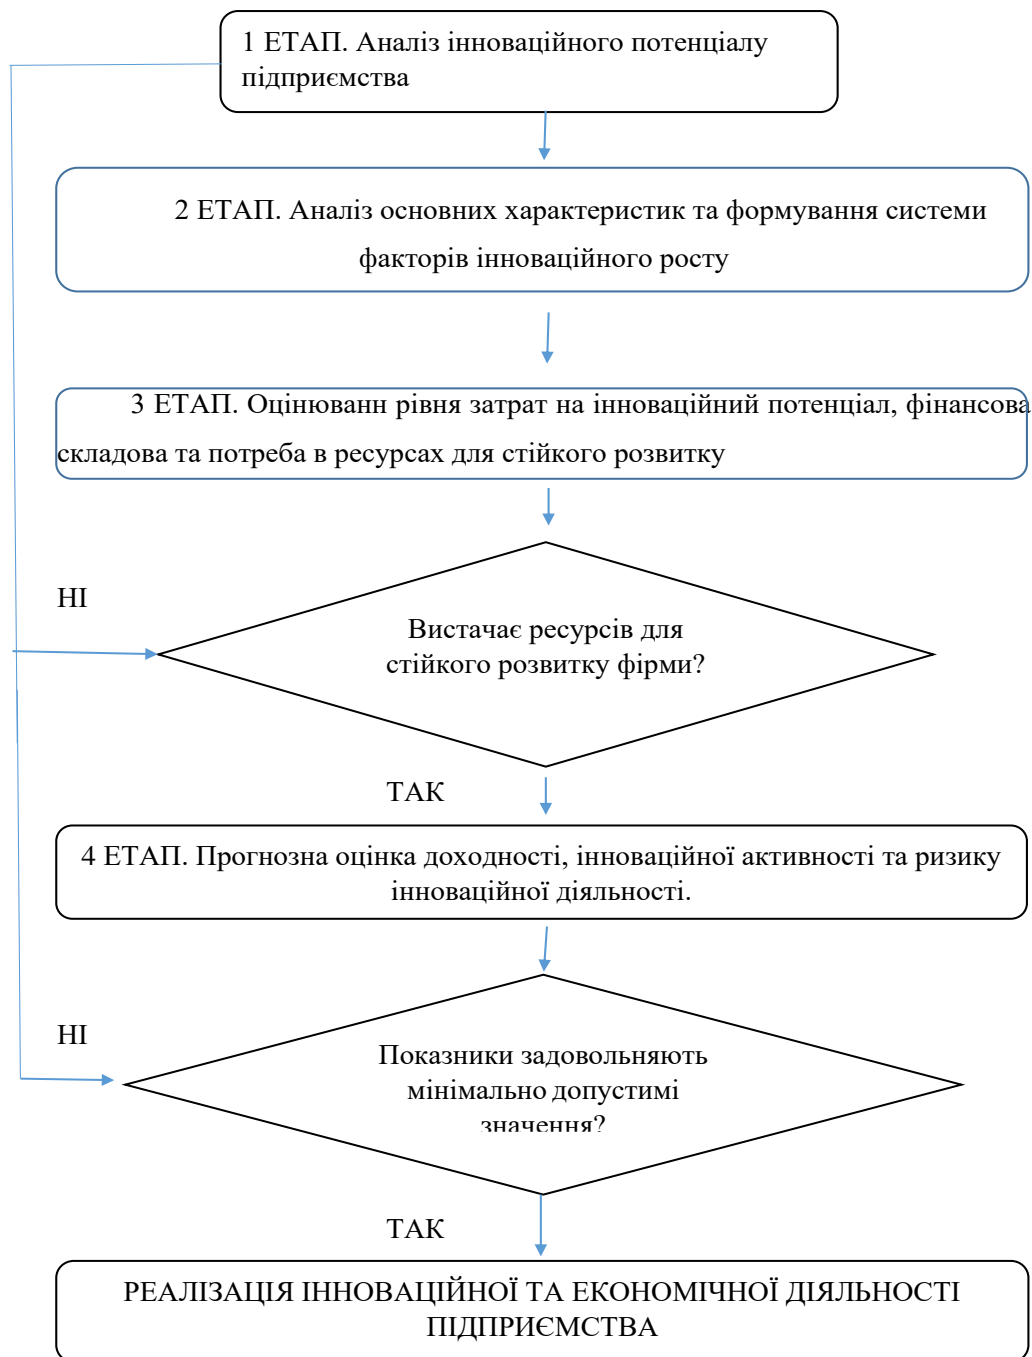 1 ЕТАП. Аналіз інноваційного потенціалу
підприємства
2 ЕТАП. Аналіз основних характеристик та формування системи
факторів інноваційного росту
3 ЕТАП. Оцінюванн рівня затрат на інноваційний потенціал, фінансова
складова та потреба в ресурсах для стійкого розвитку
НІ
Вистачає ресурсів для
стійкого розвитку фірми?
ТАК
4 ЕТАП. Прогнозна оцінка доходності, інноваційної активності та ризику
інноваційної діяльності.
НІ
Показники задовольняють
мінімально допустимі
значення?
ТАК
РЕАЛІЗАЦІЯ ІННОВАЦІЙНОЇ ТА ЕКОНОМІЧНОЇ ДІЯЛЬНОСТІ
ПІДПРИЄМСТВА